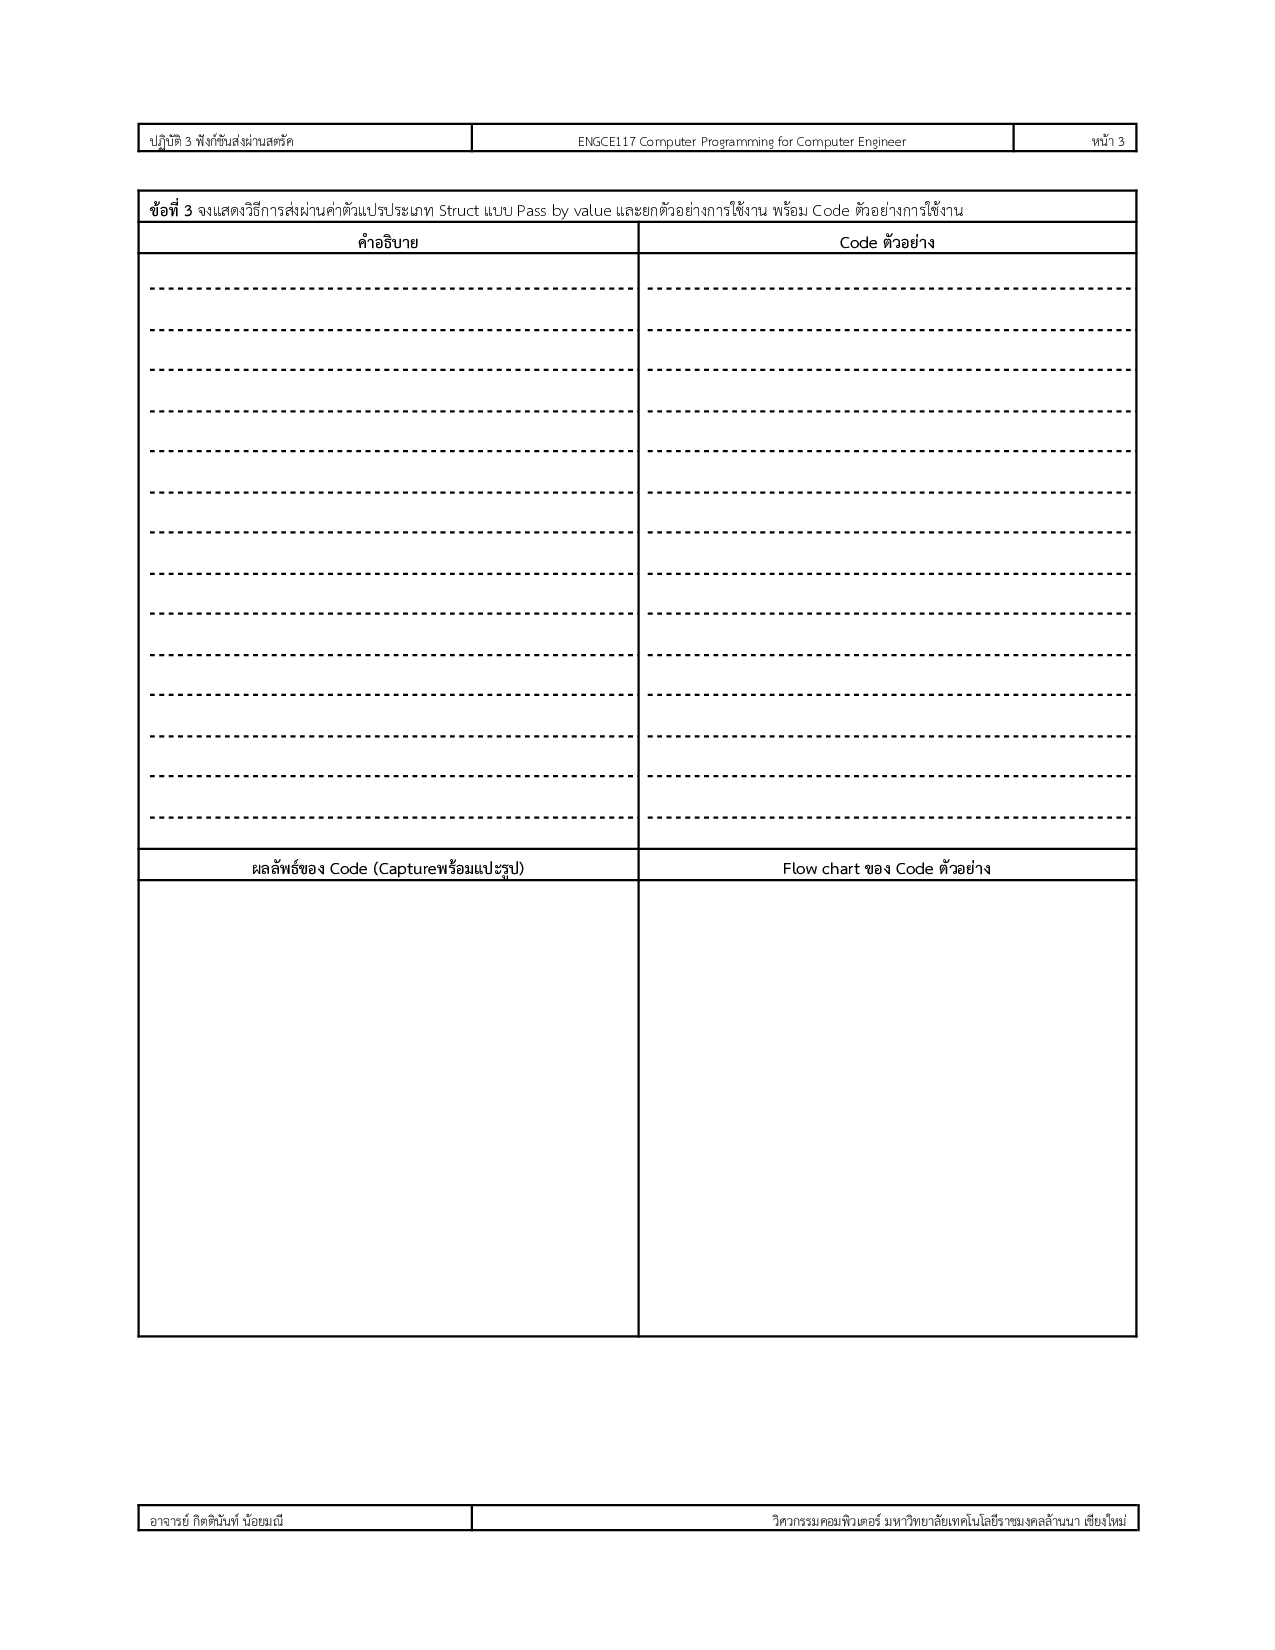 ปฏิบัติ 3 ฟังก์ชันส่งผ่านสตรัค ENGCE117 Computer Programming for Computer Engineer หน้า 3
ข้อที่ 3 จงแสดงวิธีการส่งผ่านค่าตัวแปรประเภท Struct แบบ Pass by value และยกตัวอย่างการใช้งาน พร้อม Code ตัวอย่างการใช้งาน
คำอธิบาย Code ตัวอย่าง
ผลลัพธ์ของ Code (Captureพร้อมแปะรูป) Flow chart ของ Code ตัวอย่าง
อาจารย์ กิตตินันท์ น้อยมณี วิศวกรรมคอมพิวเตอร์ มหาวิทยาลัยเทคโนโลยีราชมงคลล้านนา เชียงใหม่